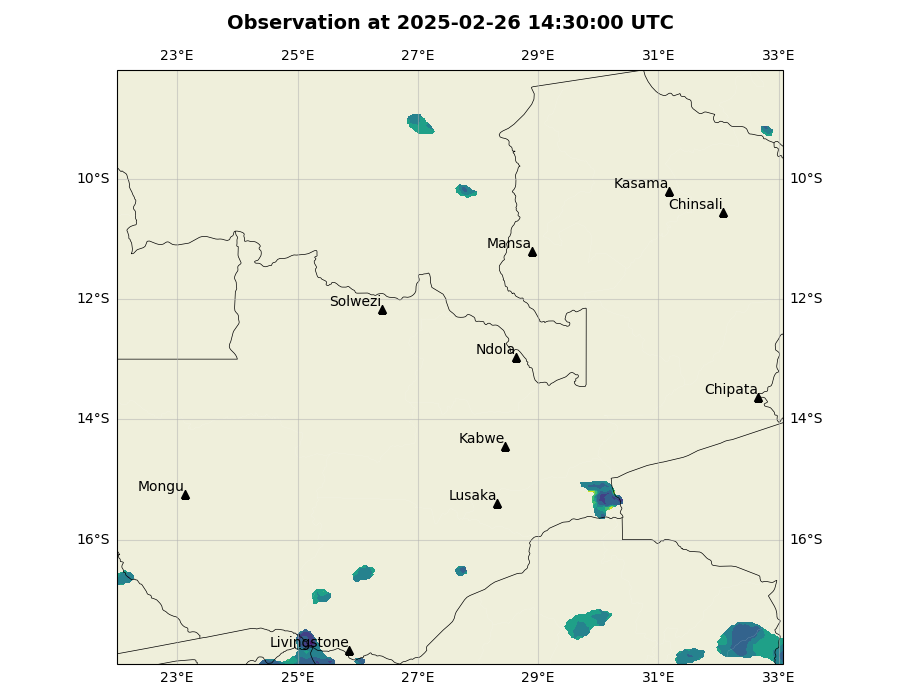 Observation at 2025-02-26 14:30:00 UTC
23°E 25°E 27°E 29°E 31°E 33°E
10°S 10°S
Kasama
Chinsali
Mansa
12°S 12°S
Solwezi
Ndola
Chipata
14°S 14°S
Kabwe
Mongu
Lusaka
16°S 16°S
Livingstone
23°E 25°E 27°E 29°E 31°E 33°E